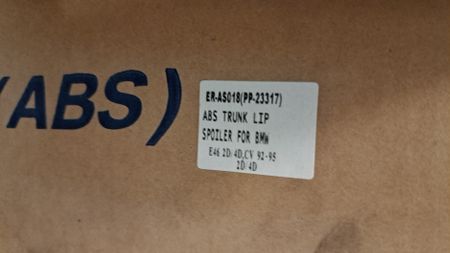 (ABS)
ER-AS018(PP-23317)
ABS TRUNK LIP
SPOILER FOR BMW
E46 2D/4D,CV 92-95
2D/4D